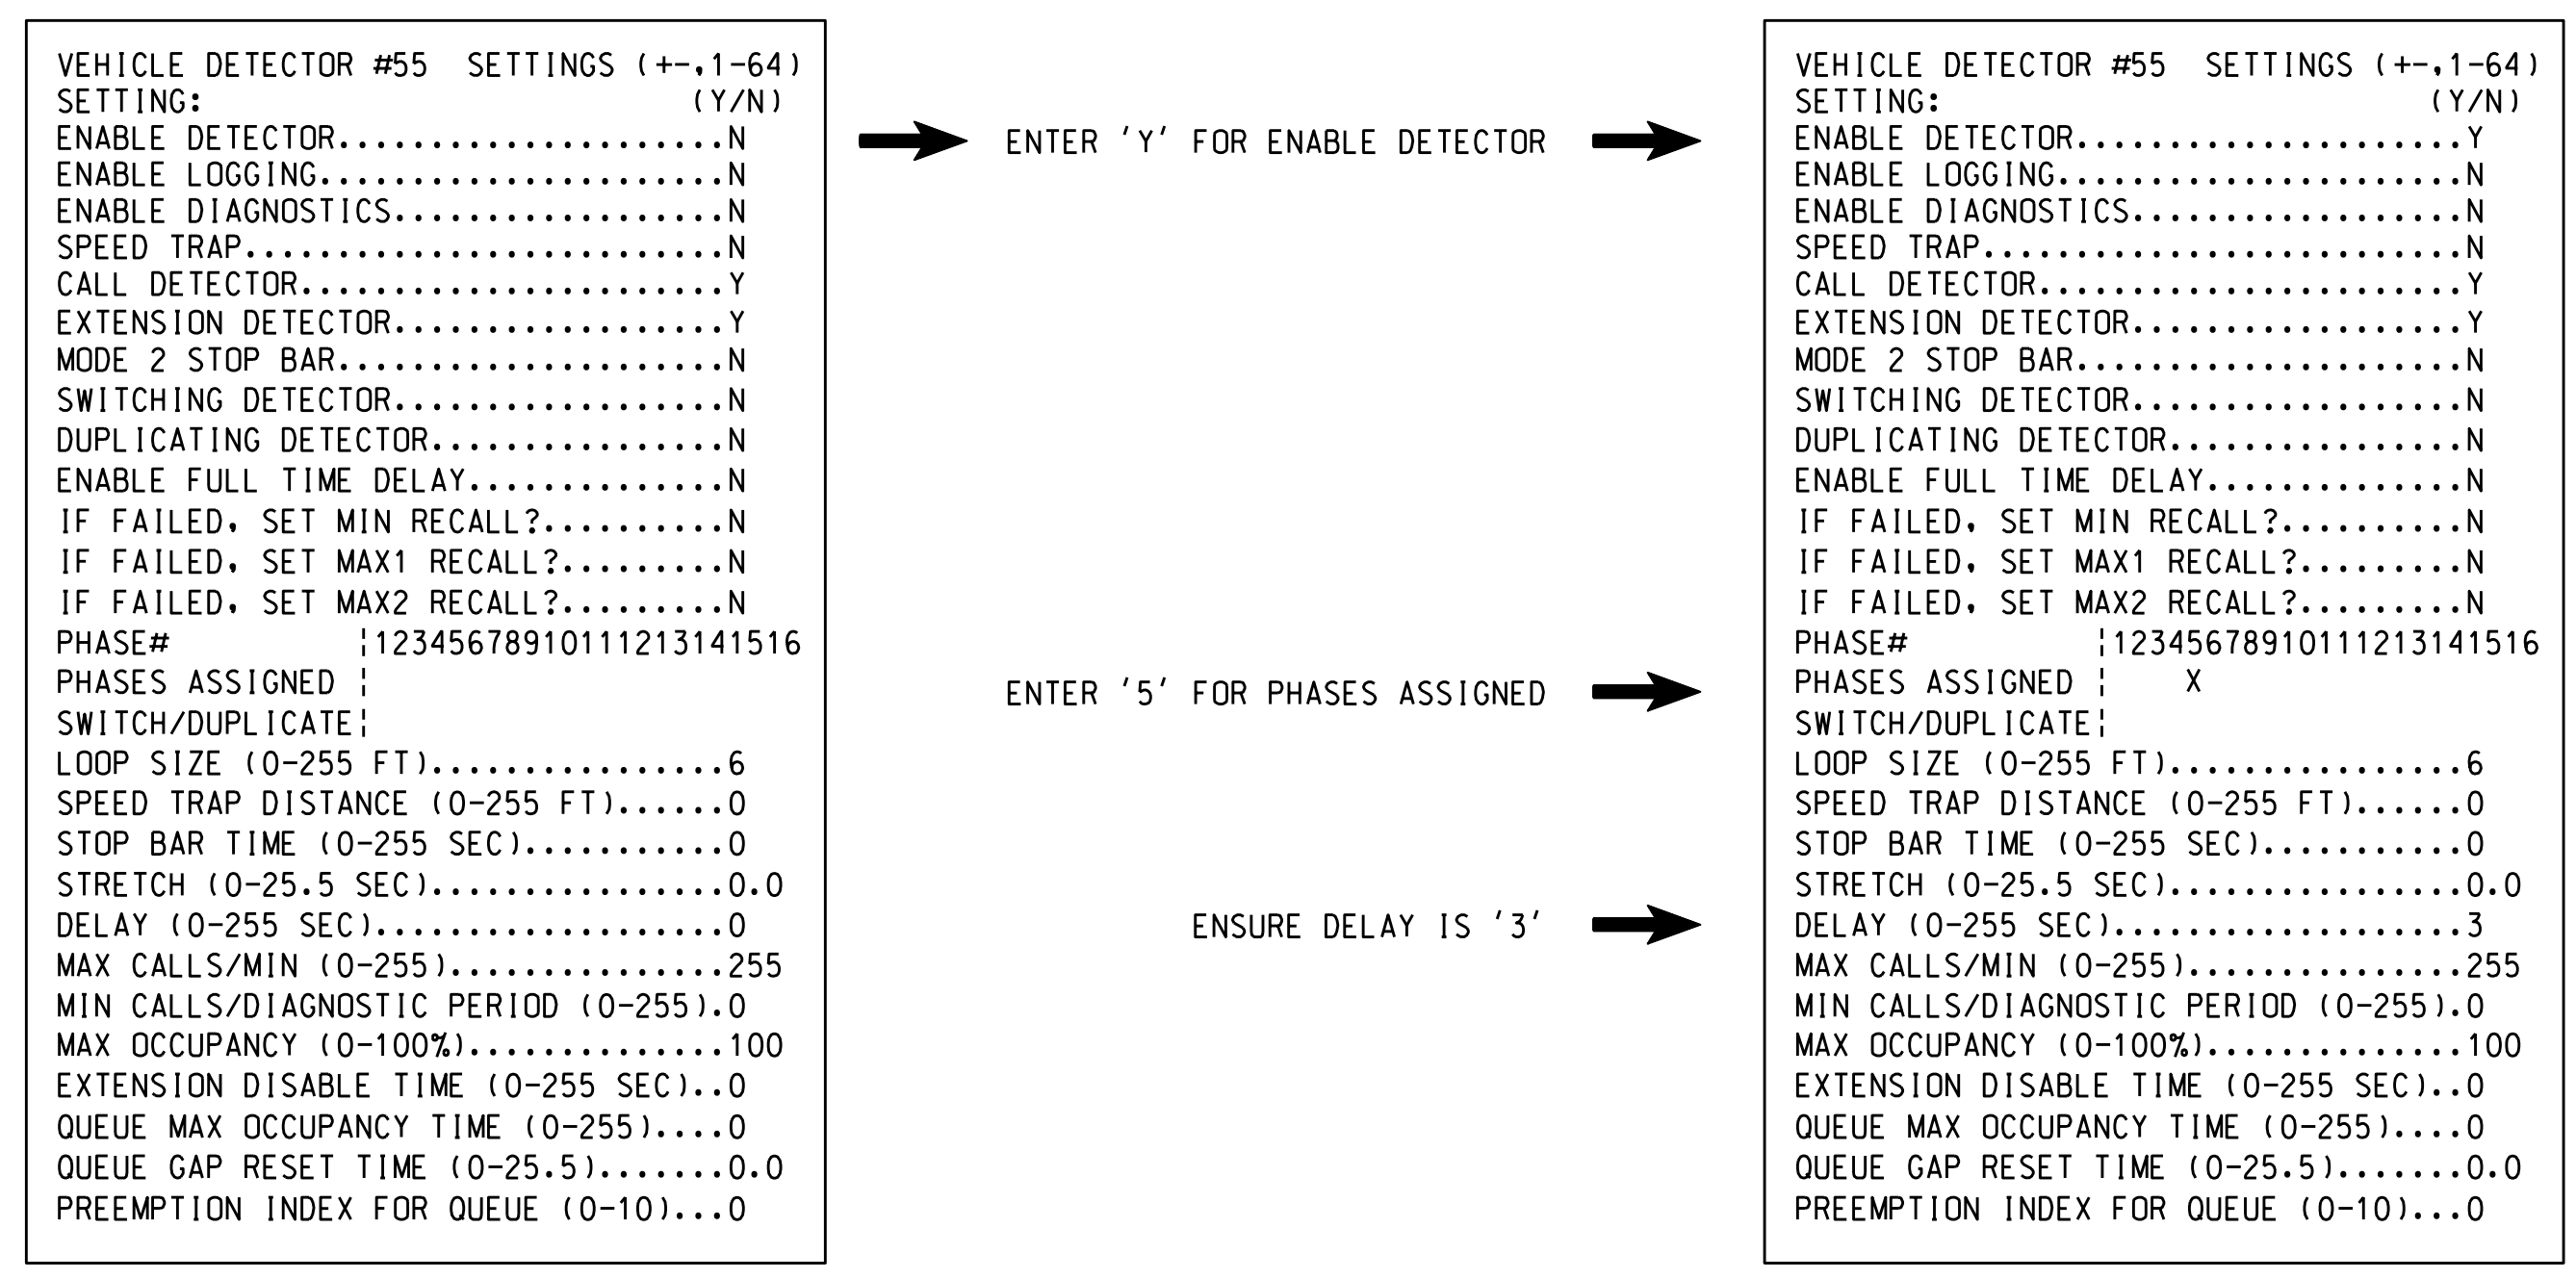 VEHICLE DETECTOR #55 SETTINGS (+-,1-64)
SETTING: (Y/N)
ENABLE DETECTOR.....................N
ENABLE LOGGING......................N
ENABLE DIAGNOSTICS..................N
SPEED TRAP..........................N
CALL DETECTOR.......................Y
EXTENSION DETECTOR..................Y
MODE 2 STOP BAR.....................N
SWITCHING DETECTOR..................N
DUPLICATING DETECTOR................N
ENABLE FULL TIME DELAY..............N
IF FAILED, SET MIN RECALL?..........N
IF FAILED, SET MAX1 RECALL?.........N
IF FAILED, SET MAX2 RECALL?.........N
PHASE# ¦12345678910111213141516
PHASES ASSIGNED ¦
SWITCH/DUPLICATE¦
LOOP SIZE (0-255 FT)................6
SPEED TRAP DISTANCE (0-255 FT)......0
STOP BAR TIME (0-255 SEC)...........0
STRETCH (0-25.5 SEC)................0.0
DELAY (0-255 SEC)...................0
MAX CALLS/MIN (0-255)...............255
MIN CALLS/DIAGNOSTIC PERIOD (0-255).0
MAX OCCUPANCY (0-100%)..............100
EXTENSION DISABLE TIME (0-255 SEC)..0
QUEUE MAX OCCUPANCY TIME (0-255)....0
QUEUE GAP RESET TIME (0-25.5).......0.0
PREEMPTION INDEX FOR QUEUE (0-10)...0
ENTER 'Y' FOR ENABLE DETECTOR
ENTER '5' FOR PHASES ASSIGNED
ENSURE DELAY IS '3'
VEHICLE DETECTOR #55 SETTINGS (+-,1-64)
SETTING: (Y/N)
ENABLE DETECTOR.....................Y
ENABLE LOGGING......................N
ENABLE DIAGNOSTICS..................N
SPEED TRAP..........................N
CALL DETECTOR.......................Y
EXTENSION DETECTOR..................Y
MODE 2 STOP BAR.....................N
SWITCHING DETECTOR..................N
DUPLICATING DETECTOR................N
ENABLE FULL TIME DELAY..............N
IF FAILED, SET MIN RECALL?..........N
IF FAILED, SET MAX1 RECALL?.........N
IF FAILED, SET MAX2 RECALL?.........N
PHASE# ¦12345678910111213141516
PHASES ASSIGNED ¦ X
SWITCH/DUPLICATE¦
LOOP SIZE (0-255 FT)................6
SPEED TRAP DISTANCE (0-255 FT)......0
STOP BAR TIME (0-255 SEC)...........0
STRETCH (0-25.5 SEC)................0.0
DELAY (0-255 SEC)...................3
MAX CALLS/MIN (0-255)...............255
MIN CALLS/DIAGNOSTIC PERIOD (0-255).0
MAX OCCUPANCY (0-100%)..............100
EXTENSION DISABLE TIME (0-255 SEC)..0
QUEUE MAX OCCUPANCY TIME (0-255)....0
QUEUE GAP RESET TIME (0-25.5).......0.0
PREEMPTION INDEX FOR QUEUE (0-10)...0